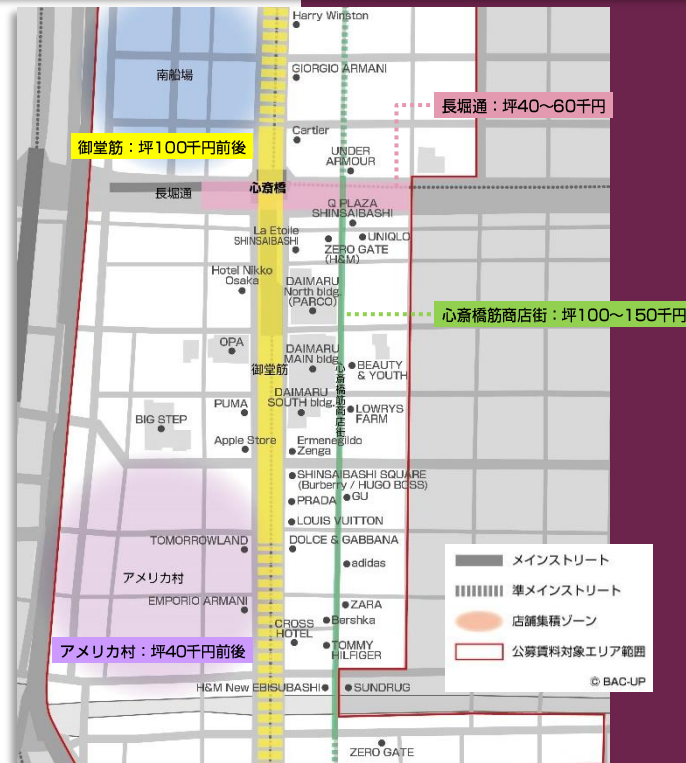 Harry Winston
南船場
GIORGIO ARMANI
長堀通：坪40～60千円
Cartier
御堂筋：坪100千円前後
UNDER
ARMOUR
心斎橋
長堀通
Q PLAZA
SHINSAIBASHI
La Etoile
SHINSAIBASHI
UNIQLO
ZERO GATE
(H&M)
Hotel Nikko
Osaka
DAIMARU
North bldg.
(PARCO)
心斎橋筋商店街：坪100～150千円
OPA
DAIMARU
MAIN bldg.
御堂筋
心斎橋筋商店街
BEAUTY
& YOUTH
DAIMARU
SOUTH bldg.
PUMA
LOWRYS
FARM
BIG STEP
Apple Store
Ermenegildo
Zenga
SHINSAIBASHI SQUARE
(Burberry / HUGO BOSS)
PRADA
GU
LOUIS VUITTON
TOMORROWLAND
DOLCE & GABBANA
adidas
メインストリート
アメリカ村
準メインストリート
EMPORIO ARMANI
ZARA
Bershka
店舗集積ゾーン
CROSS
HOTEL
TOMMY
HILFIGER
アメリカ村：坪40千円前後
公募賃料対象エリア範囲
© BAC-UP
H&M New EBISUBASHI
SUNDRUG
ZERO GATE